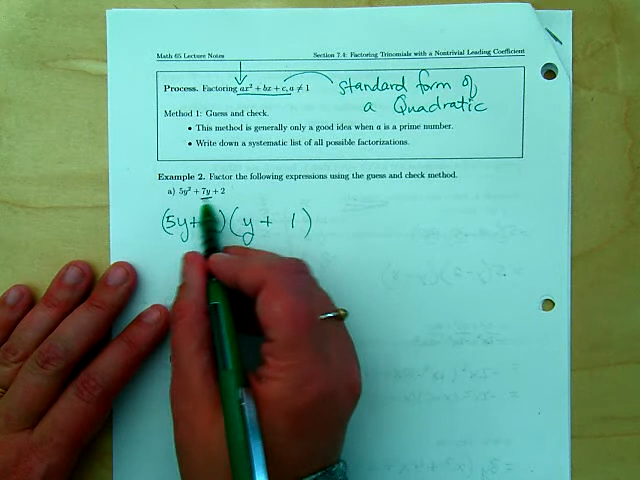 Math 65 Lecture Notes
Section 7.4: Factoring Trinomials with a Nontrivial Leading Coefficient
Process. Factoring ax² + bx + c, a ≠ 1
standard form of
a Quadratic
Method 1: Guess and check.
• This method is generally only a good idea when a is a prime number.
• Write down a systematic list of all possible factorizations.
Example 2. Factor the following expressions using the guess and check method.
a) 5y² + 7y + 2
(5y+ ) (y + 1)